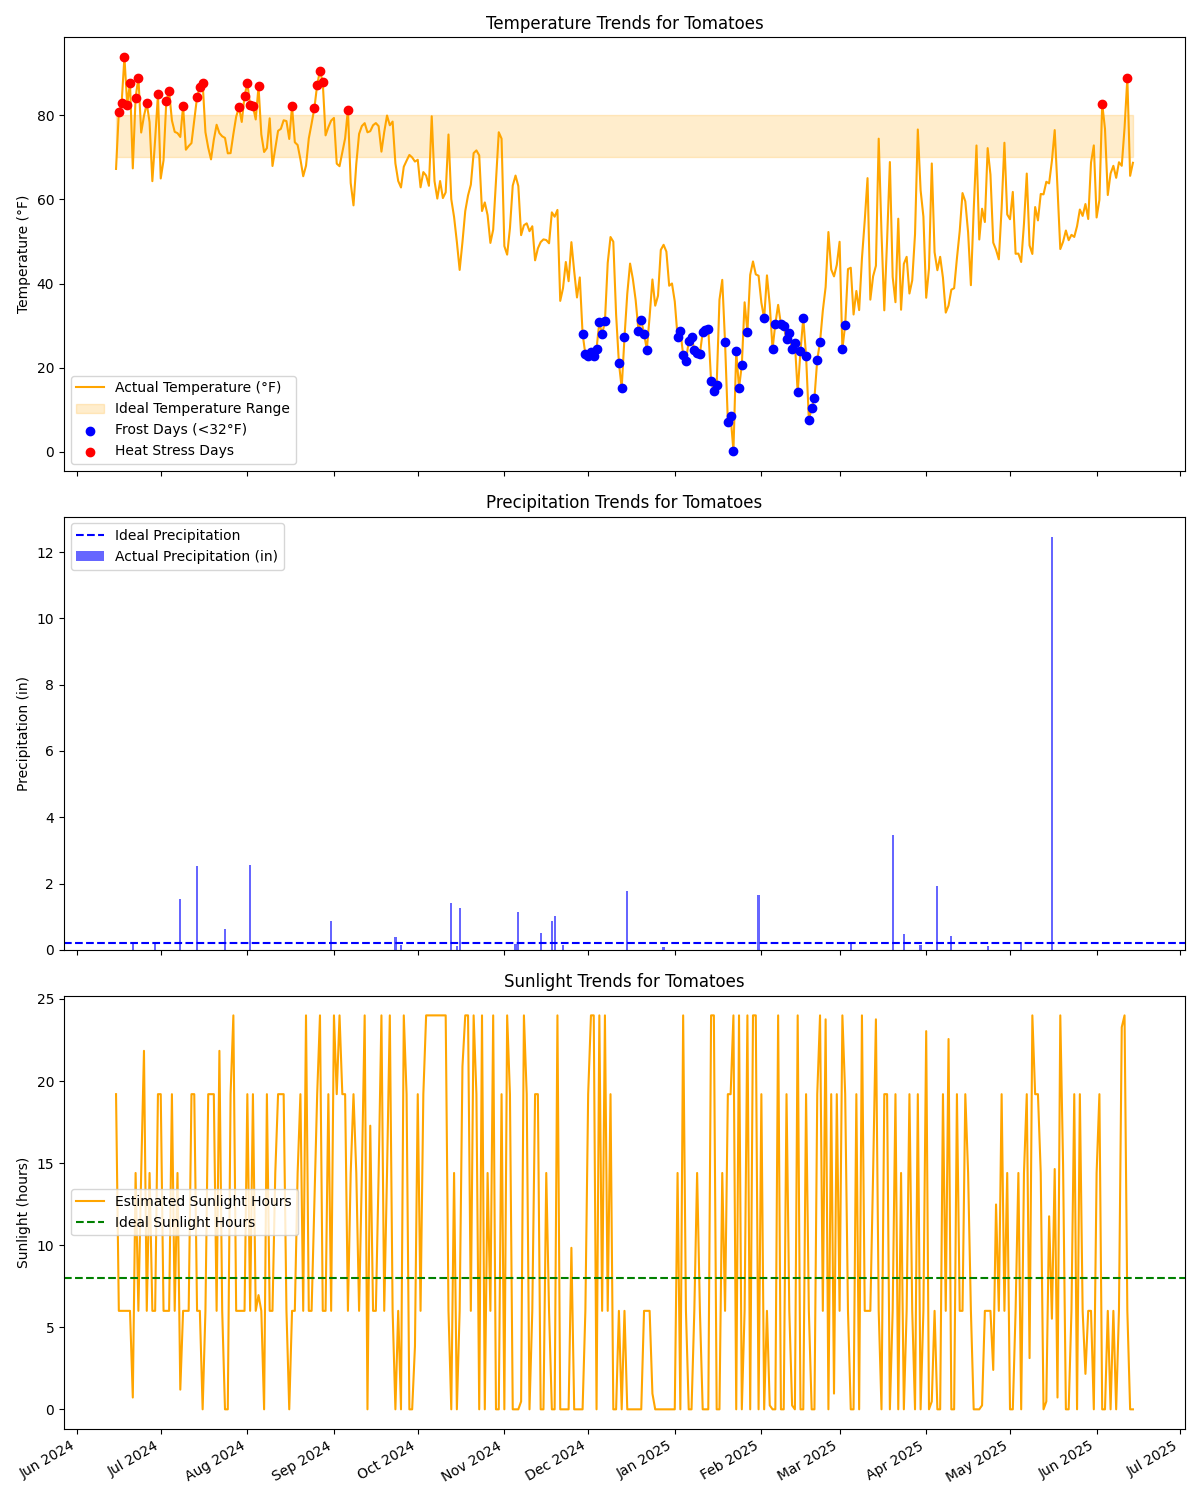 Temperature Trends for Tomatoes
80
60
40
20
0
Temperature (°F)
Actual Temperature (°F)
Ideal Temperature Range
Frost Days (<32°F)
Heat Stress Days
Precipitation Trends for Tomatoes
12
10
8
6
4
2
0
Precipitation (in)
Ideal Precipitation
Actual Precipitation (in)
Sunlight Trends for Tomatoes
25
20
15
10
5
0
Sunlight (hours)
Estimated Sunlight Hours
Ideal Sunlight Hours
Jun 2024
Jul 2024
Aug 2024
Sep 2024
Oct 2024
Nov 2024
Dec 2024
Jan 2025
Feb 2025
Mar 2025
Apr 2025
May 2025
Jun 2025
Jul 2025